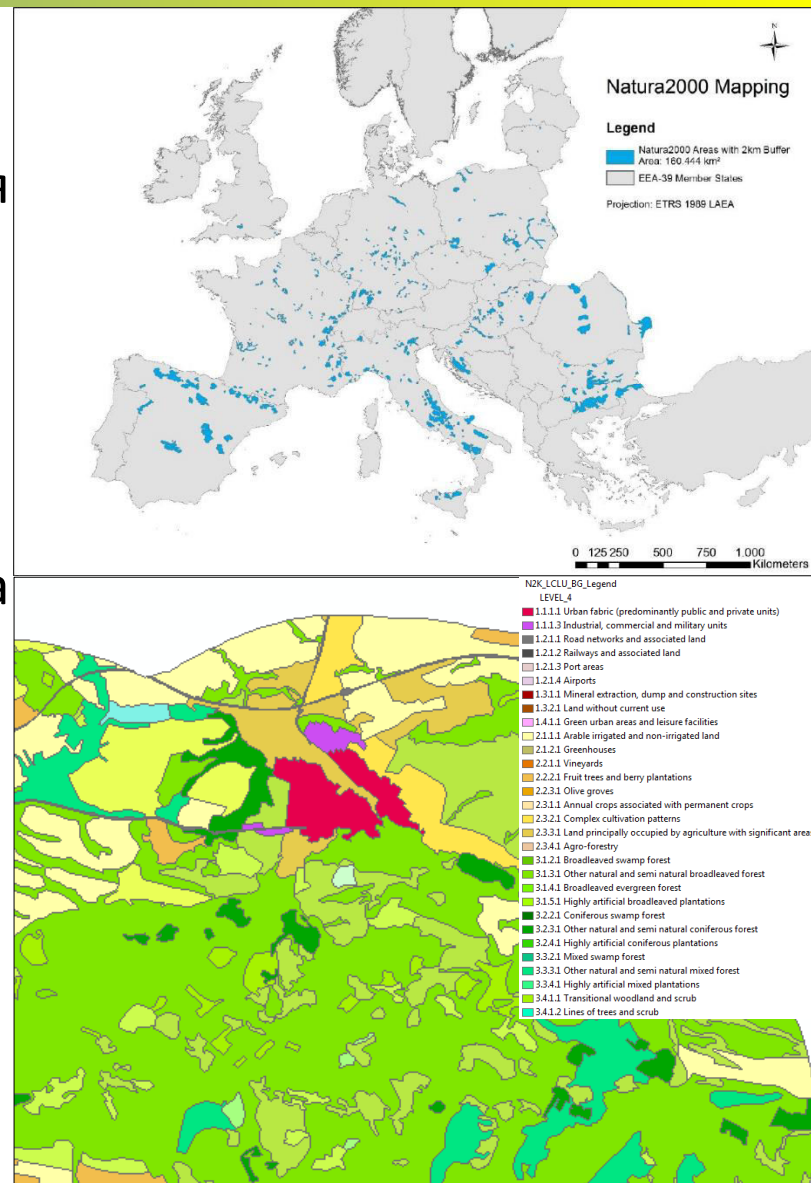 N
Natura2000 Mapping
Legend
Natura2000 Areas with 2km Buffer
Area: 160.444 km²
EEA-39 Member States
Projection: ETRS 1989 LAEA
0 125 250 500 750 1.000
Kilometers
a
N2K_LCLU_BG_Legend
LEVEL_4
1.1.1.1 Urban fabric (predominantly public and private units)
1.1.1.3 Industrial, commercial and military units
1.2.1.1 Road networks and associated land
1.2.1.2 Railways and associated land
1.2.1.3 Port areas
1.2.1.4 Airports
1.3.1.1 Mineral extraction, dump and construction sites
1.3.2.1 Land without current use
1.4.1.1 Green urban areas and leisure facilities
2.1.1.1 Arable irrigated and non-irrigated land
2.1.2.1 Greenhouses
2.2.1.1 Vineyards
2.2.2.1 Fruit trees and berry plantations
2.2.3.1 Olive groves
2.3.1.1 Annual crops associated with permanent crops
2.3.2.1 Complex cultivation patterns
2.3.3.1 Land principally occupied by agriculture with significant area
2.3.4.1 Agro-forestry
3.1.2.1 Broadleaved swamp forest
3.1.3.1 Other natural and semi natural broadleaved forest
3.1.4.1 Broadleaved evergreen forest
3.1.5.1 Highly artificial broadleaved plantations
3.2.2.1 Coniferous swamp forest
3.2.3.1 Other natural and semi natural coniferous forest
3.2.4.1 Highly artificial coniferous plantations
3.3.2.1 Mixed swamp forest
3.3.3.1 Other natural and semi natural mixed forest
3.3.4.1 Highly artificial mixed plantations
3.4.1.1 Transitional woodland and scrub
3.4.1.2 Lines of trees and scrub